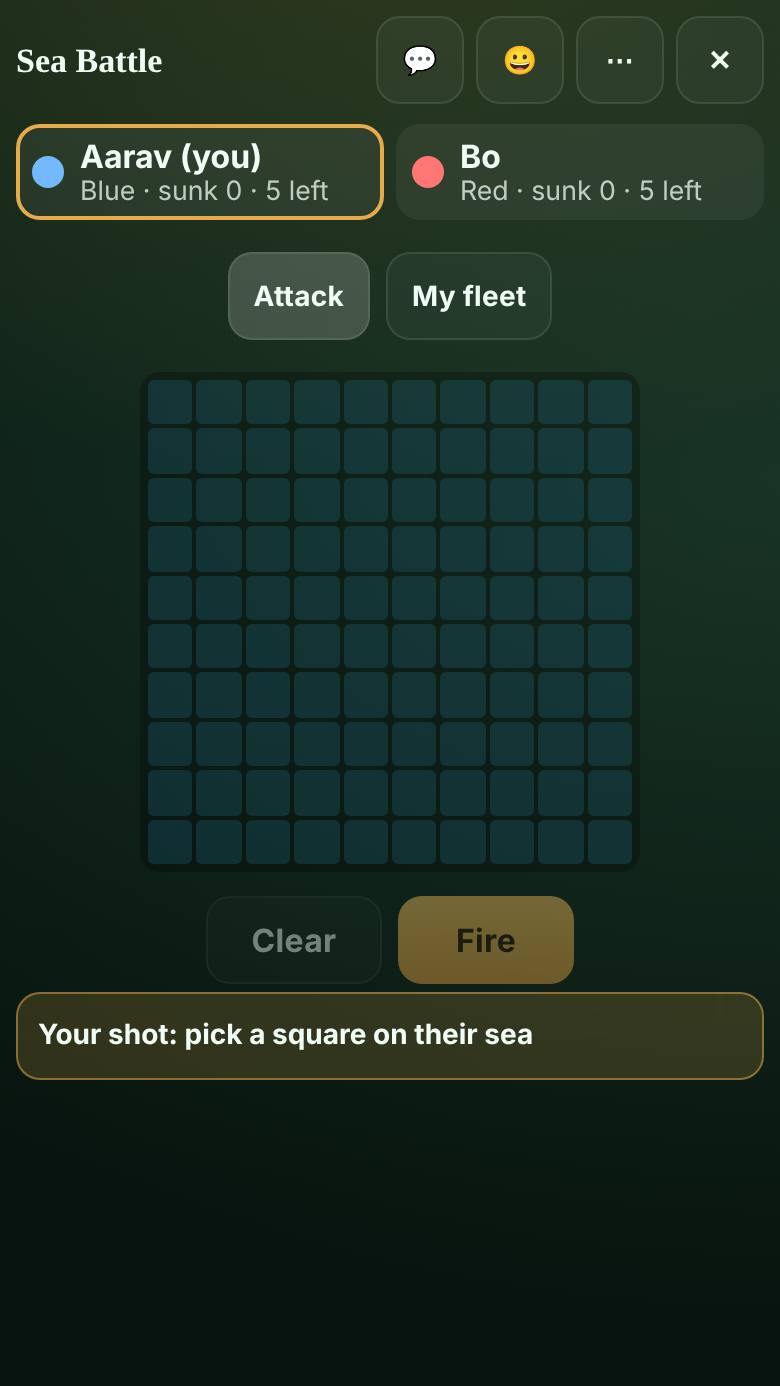 Sea Battle
Aarav (you)
Blue · sunk 0 · 5 left
Bo
Red · sunk 0 · 5 left
Attack
My fleet
Clear
Fire
Your shot: pick a square on their sea